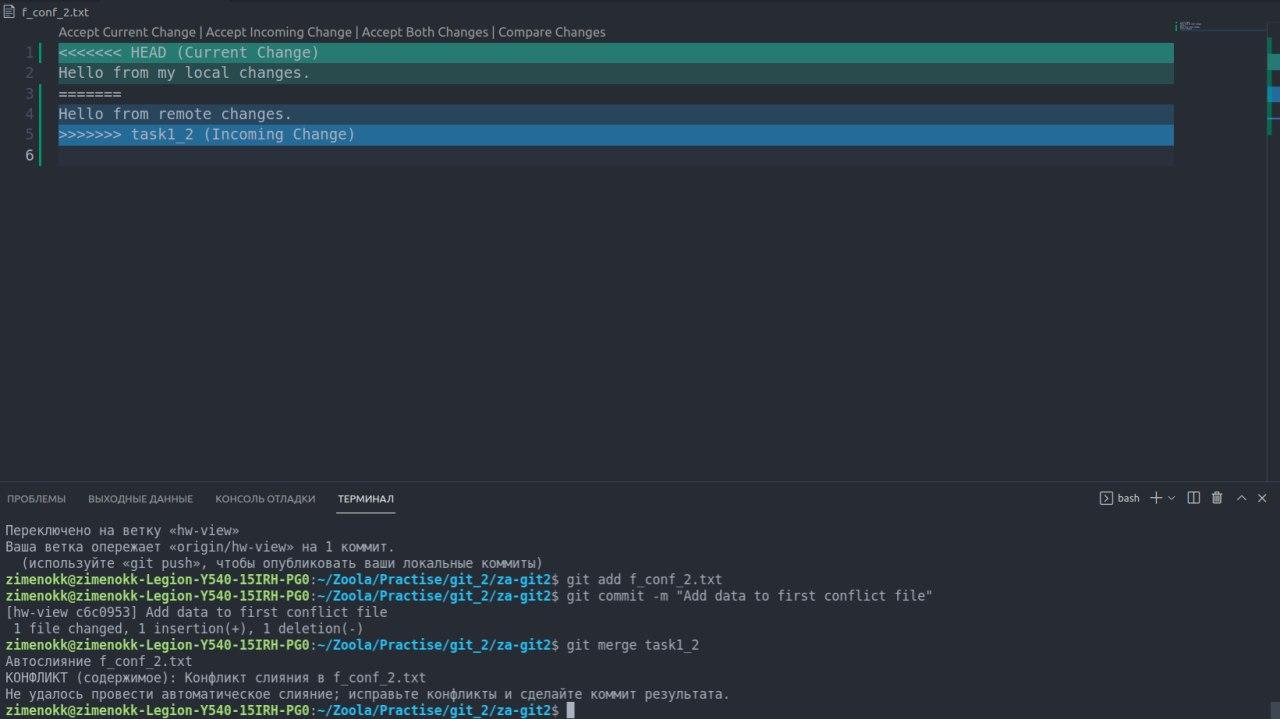 f_conf_2.txt
Accept Current Change | Accept Incoming Change | Accept Both Changes | Compare Changes
1 <<<<<<< HEAD (Current Change)
2 Hello from my local changes.
3 =======
4 Hello from remote changes.
5 >>>>>>> task1_2 (Incoming Change)
6
ПРОБЛЕМЫ ВЫХОДНЫЕ ДАННЫЕ КОНСОЛЬ ОТЛАДКИ ТЕРМИНАЛ bash
Переключено на ветку «hw-view»
Ваша ветка опережает «origin/hw-view» на 1 коммит.
(используйте «git push», чтобы опубликовать ваши локальные коммиты)
zimenokk@zimenokk-Legion-Y540-15IRH-PG0:~/Zoola/Practise/git_2/za-git2$ git add f_conf_2.txt
zimenokk@zimenokk-Legion-Y540-15IRH-PG0:~/Zoola/Practise/git_2/za-git2$ git commit -m "Add data to first conflict file"
[hw-view c6c0953] Add data to first conflict file
1 file changed, 1 insertion(+), 1 deletion(-)
zimenokk@zimenokk-Legion-Y540-15IRH-PG0:~/Zoola/Practise/git_2/za-git2$ git merge task1_2
Автослияние f_conf_2.txt
КОНФЛИКТ (содержимое): Конфликт слияния в f_conf_2.txt
Не удалось провести автоматическое слияние; исправьте конфликты и сделайте коммит результата.
zimenokk@zimenokk-Legion-Y540-15IRH-PG0:~/Zoola/Practise/git_2/za-git2$